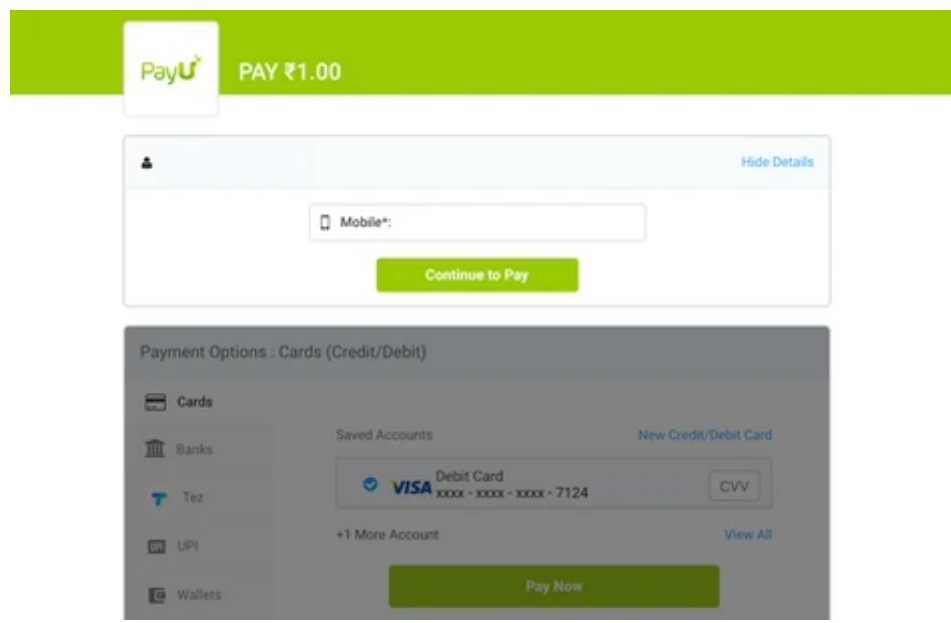 PayU
PAY ₹1.00
Hide Details
Mobile*:
Continue to Pay
Payment Options : Cards (Credit/Debit)
Cards
Banks
Tez
UPI
Wallets
Saved Accounts
New Credit/Debit Card
VISA
Debit Card
xxxx - xxxx - xxxx - 7124
CVV
+1 More Account
View All
Pay Now